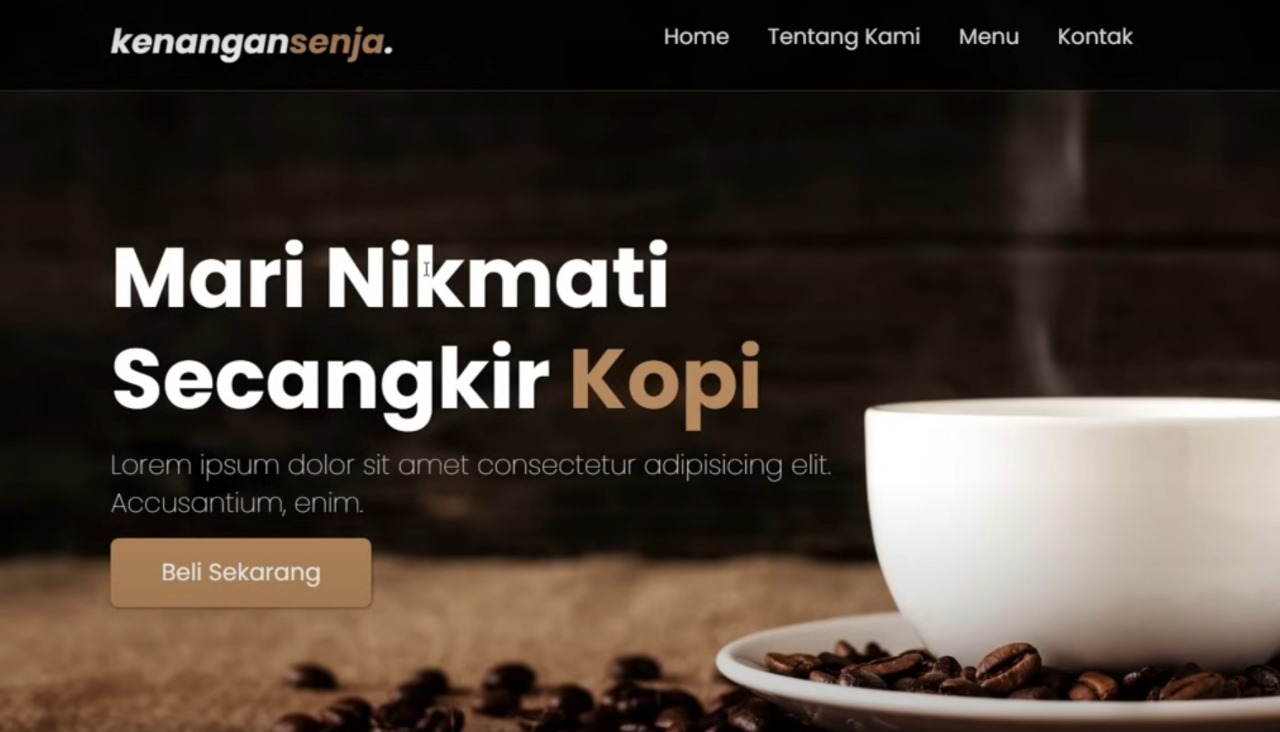 kenangansenja.
Home Tentang Kami Menu Kontak
Mari Nikmati
Secangkir Kopi
Lorem ipsum dolor sit amet consectetur adipisicing elit.
Accusantium, enim.
Beli Sekarang